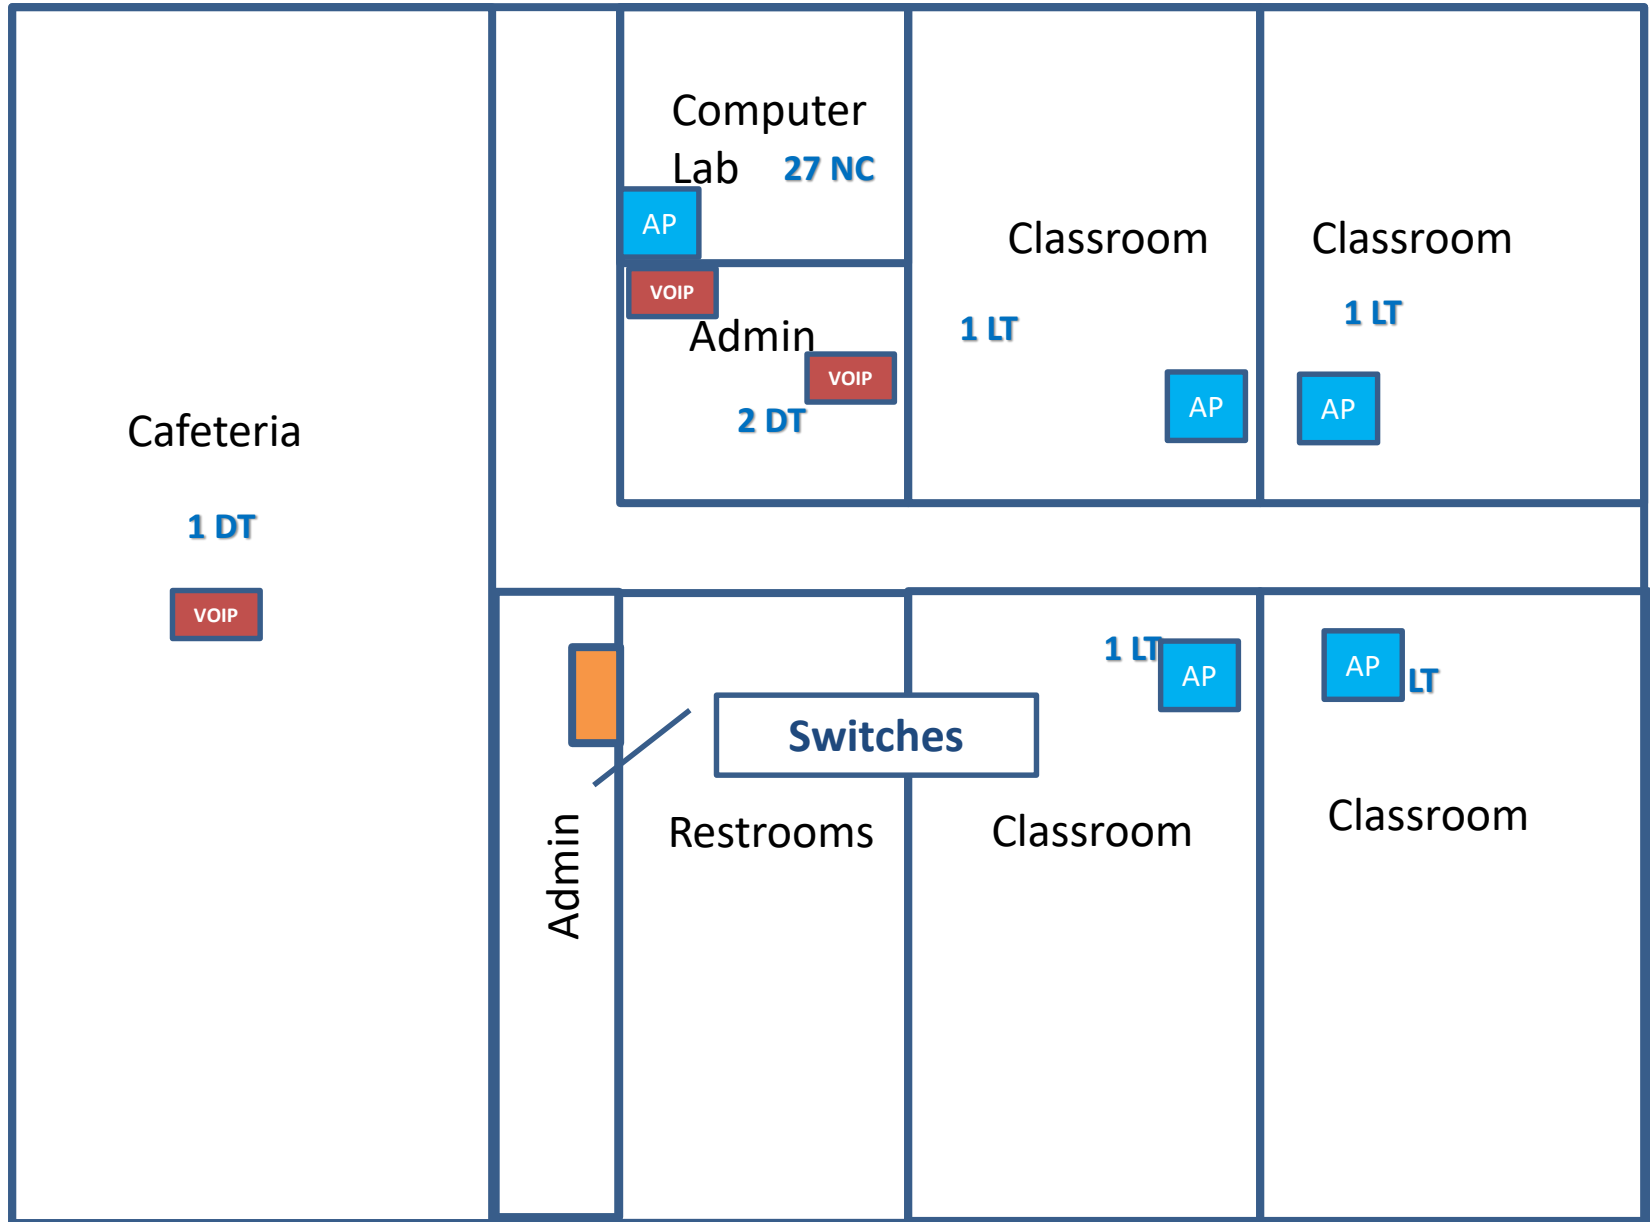 Computer
Lab
27 NC
AP
Classroom
Classroom
VOIP
Admin
VOIP
2 DT
1 LT
1 LT
AP
AP
Cafeteria
1 DT
VOIP
1 LT
AP
AP
LT
Switches
Admin
Restrooms
Classroom
Classroom